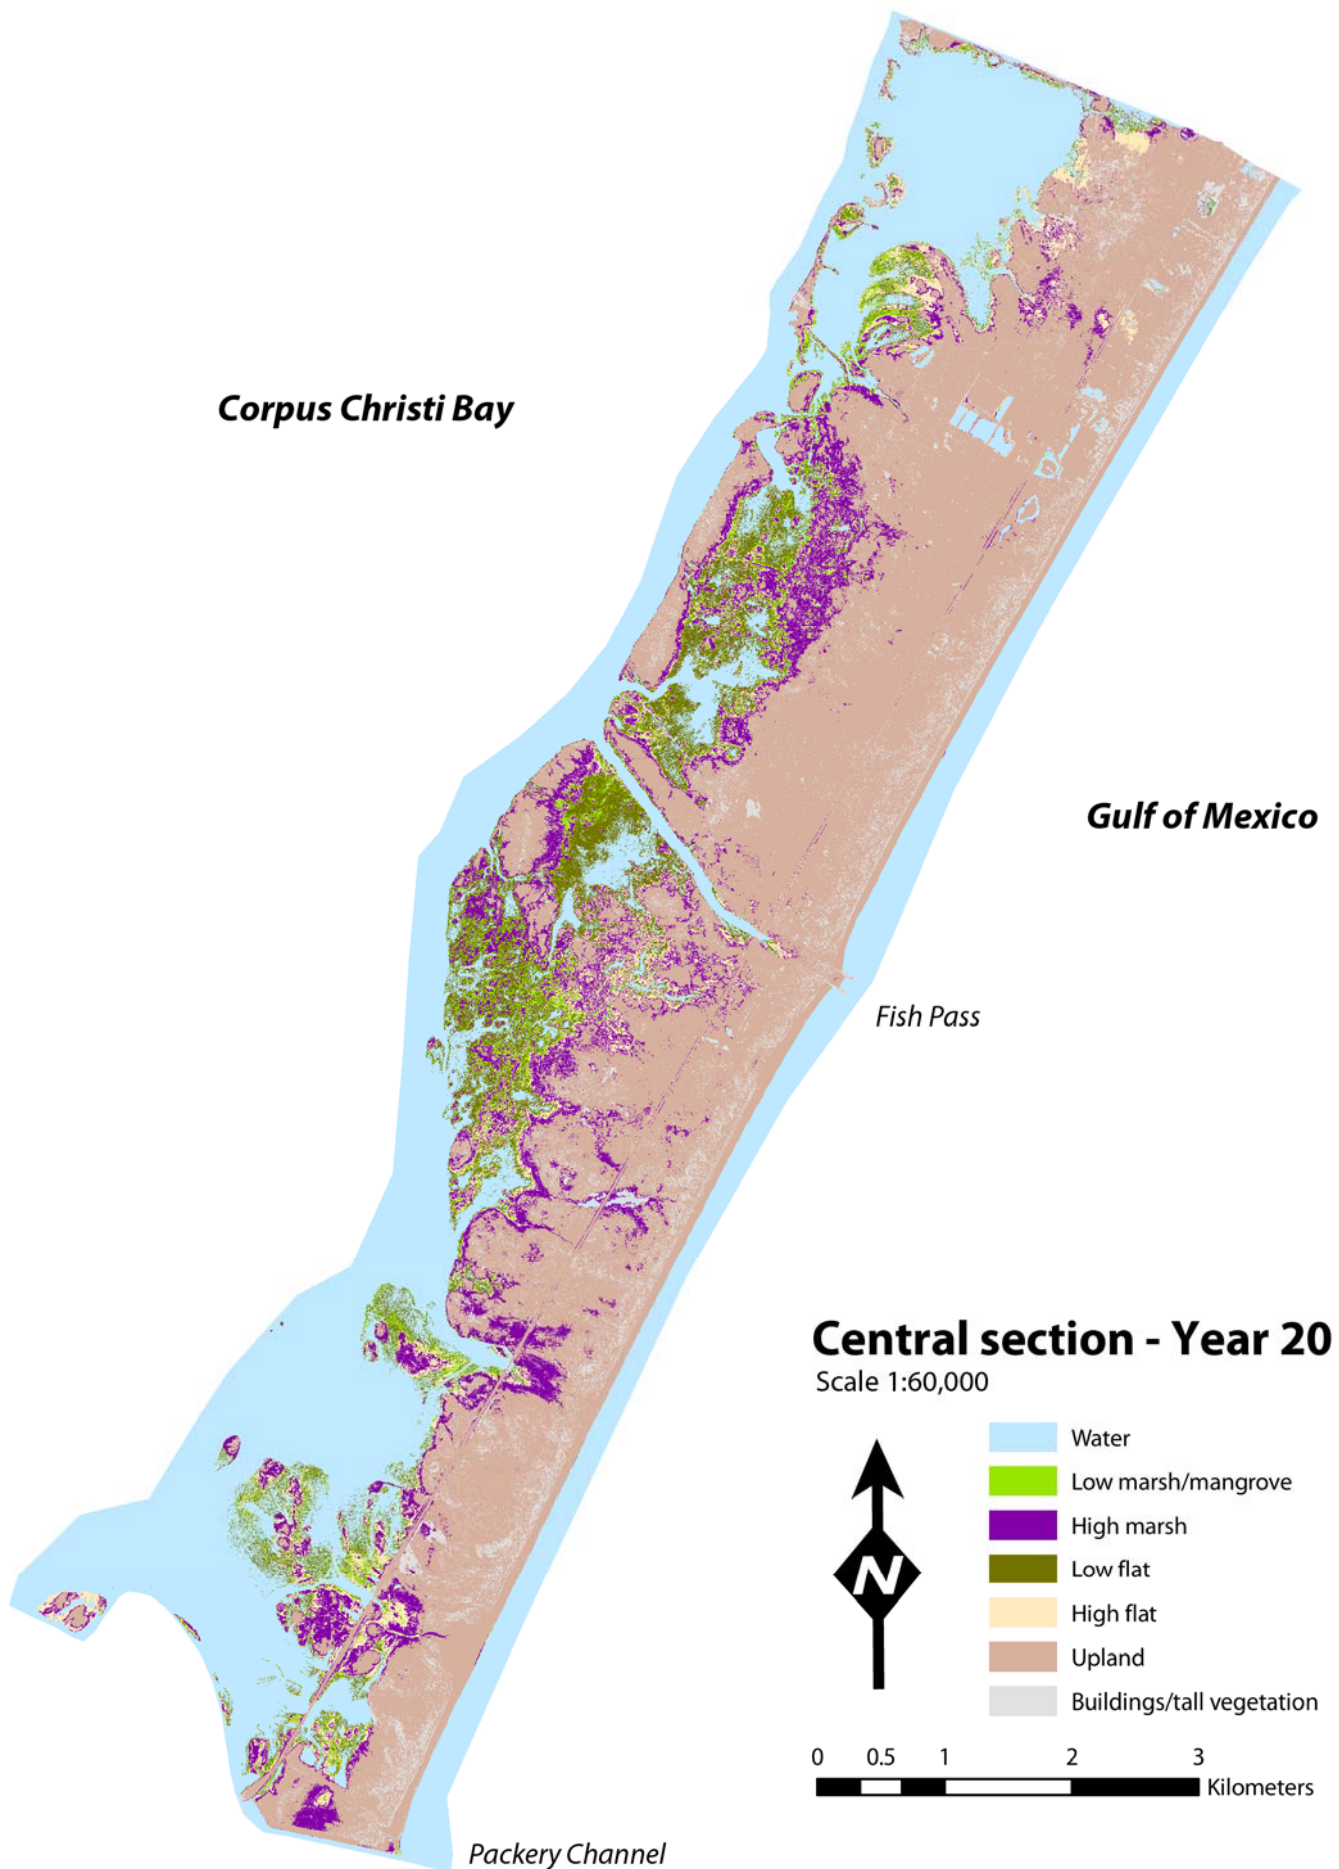 Corpus Christi Bay
Gulf of Mexico
Fish Pass
Central section - Year 20
Scale 1:60,000
N
Water
Low marsh/mangrove
High marsh
Low flat
High flat
Upland
Buildings/tall vegetation
0 0.5 1 2 3
Kilometers
Packery Channel